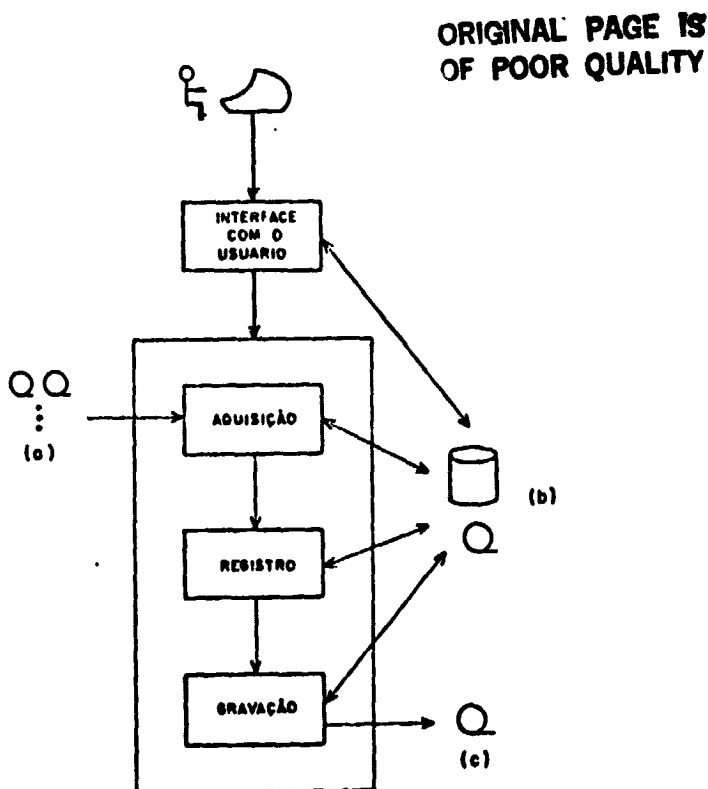 ORIGINAL PAGE IS
OF POOR QUALITY
INTERFACE
COM O
USUARIO
AQUISIÇÃO
(a)
(b)
REGISTRO
GRAVAÇÃO
(c)